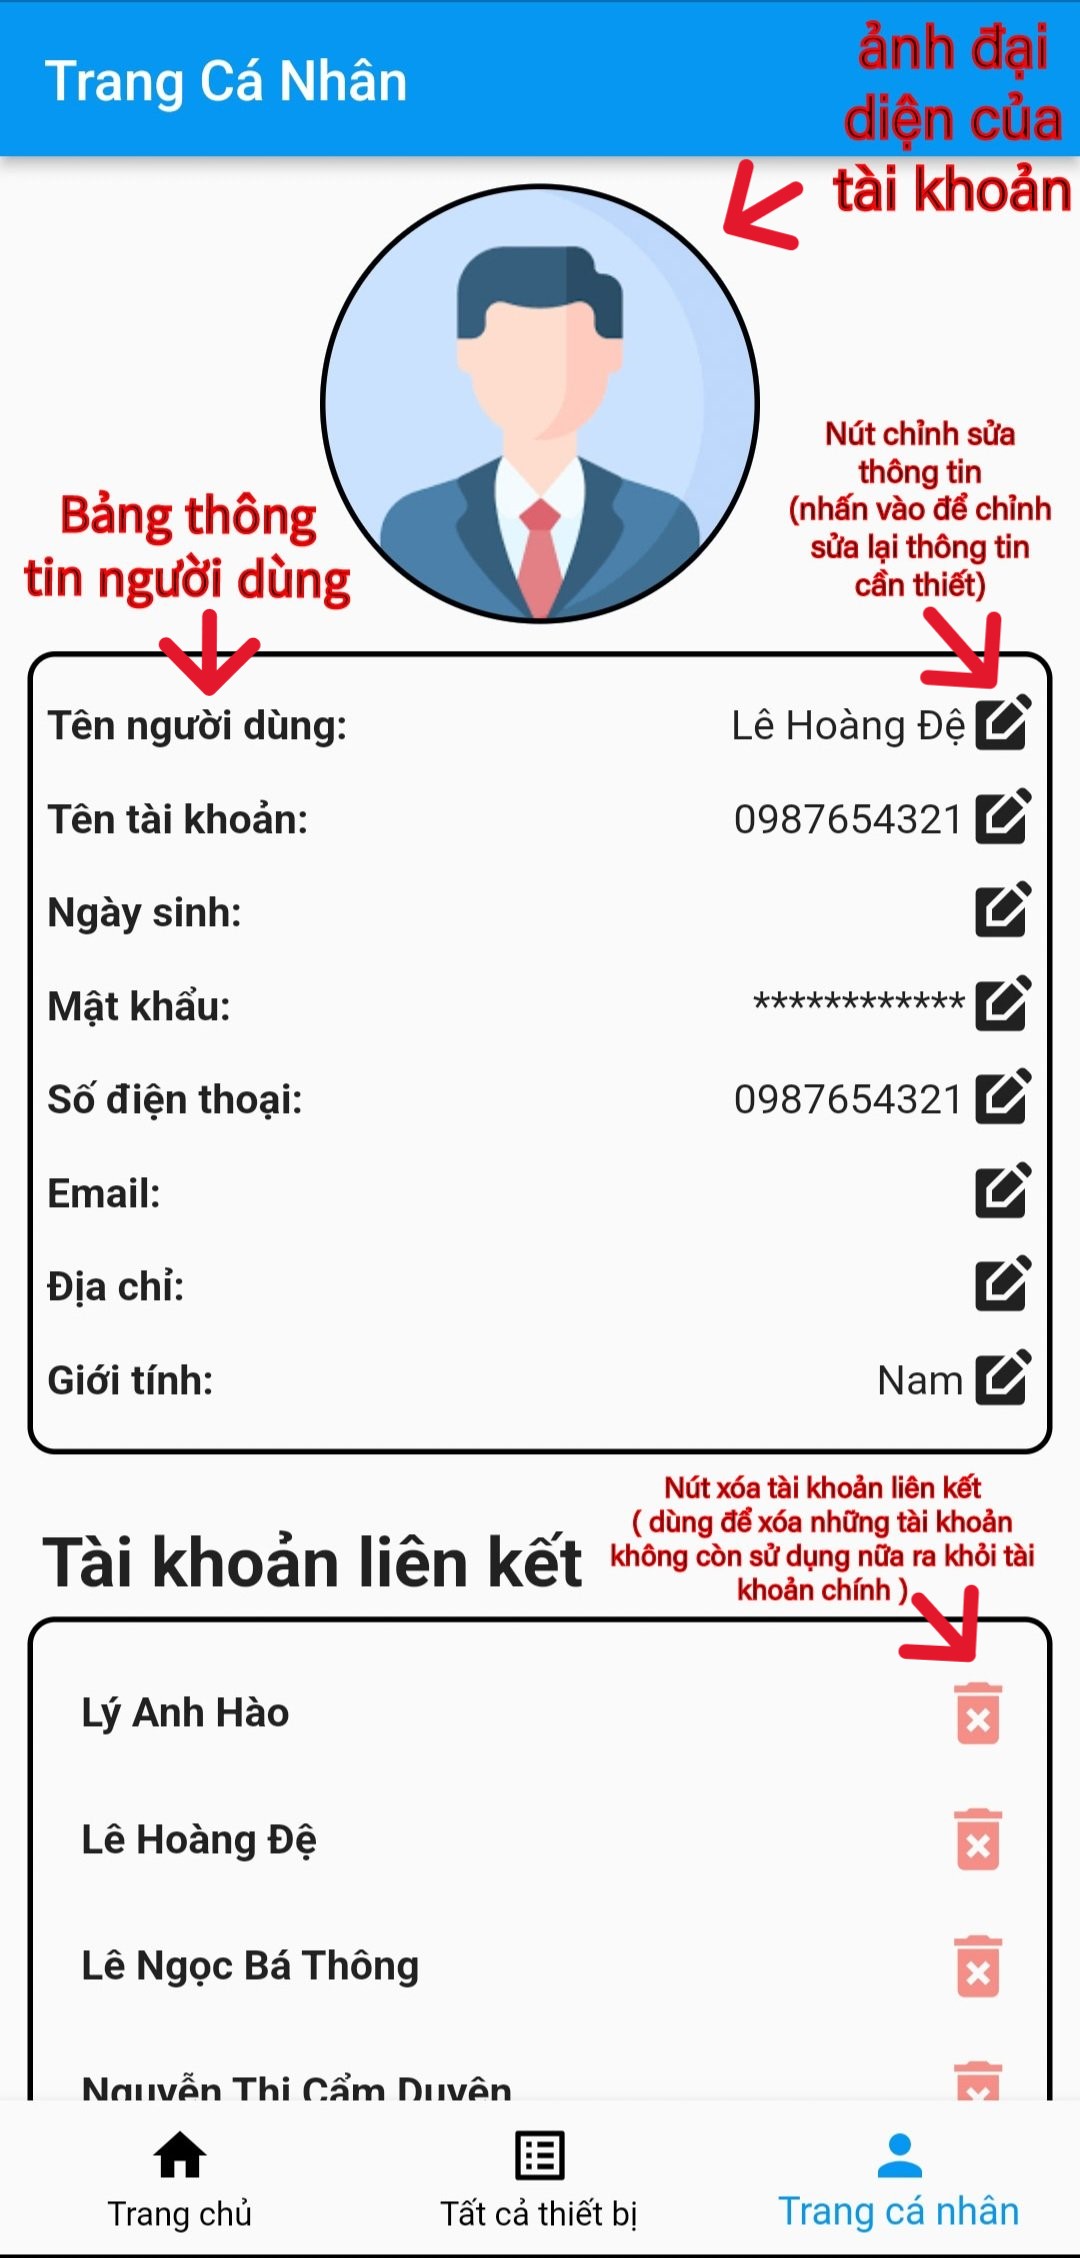 Trang Cá Nhân
ảnh đại
diện của
tài khoản
Nút chỉnh sửa
thông tin
(nhấn vào để chỉnh
sửa lại thông tin
cần thiết)
Bảng thông
tin người dùng
Tên người dùng: Lê Hoàng Đệ
Tên tài khoản: 0987654321
Ngày sinh:
Mật khẩu: ************
Số điện thoại: 0987654321
Email:
Địa chỉ:
Giới tính: Nam
Nút xóa tài khoản liên kết
( dùng để xóa những tài khoản
không còn sử dụng nữa ra khỏi tài
khoản chính )
Tài khoản liên kết
Lý Anh Hào
Lê Hoàng Đệ
Lê Ngọc Bá Thông
Nguyễn Thị Cẩm Duyên
Trang chủ
Tất cả thiết bị
Trang cá nhân